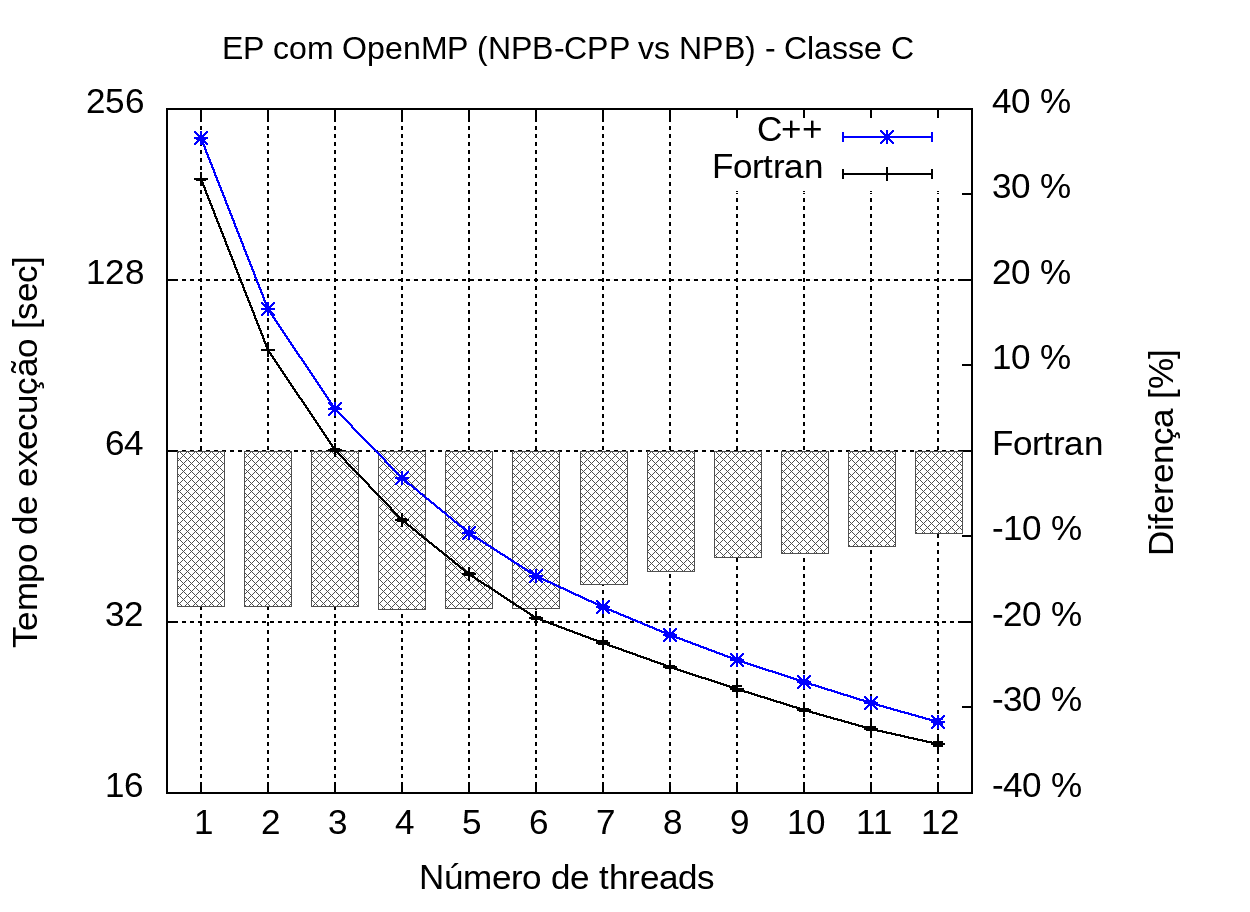 EP com OpenMP (NPB-CPP vs NPB) - Classe C
256
128
64
32
16
Tempo de execução [sec]
C++
Fortran
40 %
30 %
20 %
10 %
Fortran
-10 %
-20 %
-30 %
-40 %
Diferença [%]
1 2 3 4 5 6 7 8 9 10 11 12
Número de threads